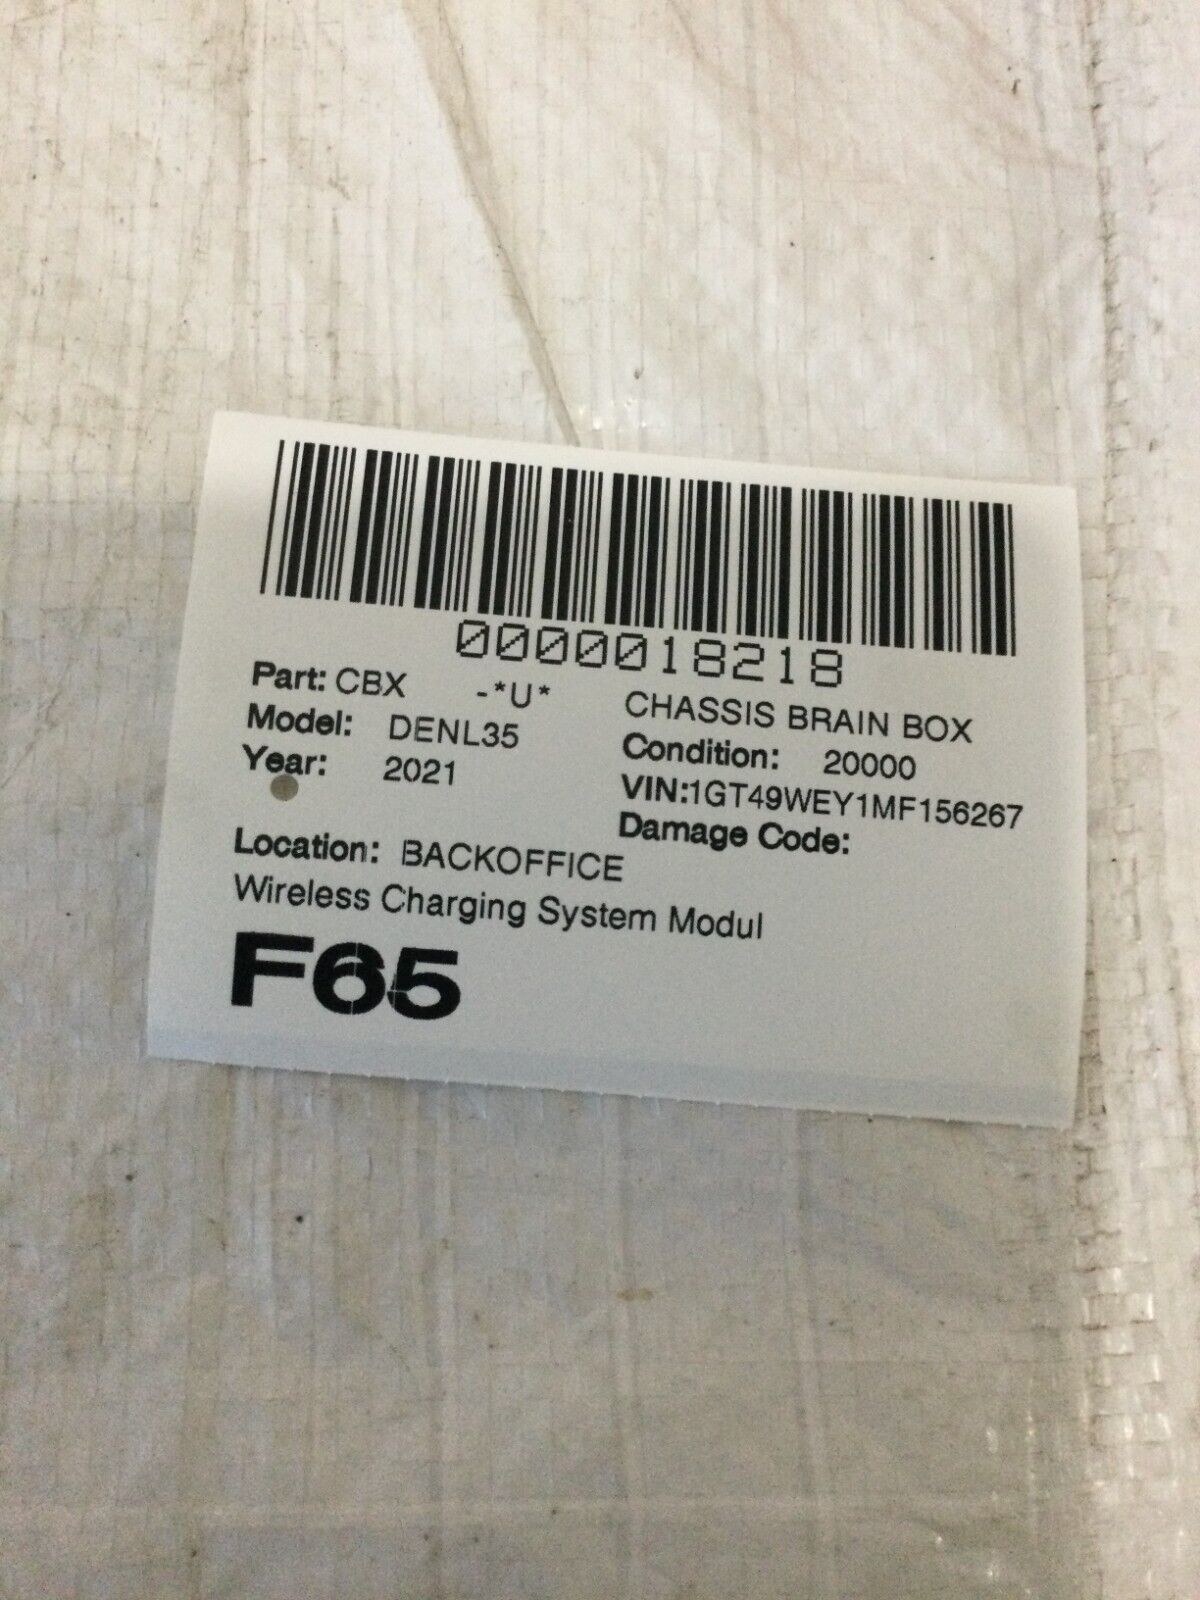 0000018218
Part: CBX -*U* CHASSIS BRAIN BOX
Model: DENL35 Condition: 20000
Year: 2021 VIN:1GT49WEY1MF156267
Damage Code:
Location: BACKOFFICE
Wireless Charging System Modul
F65